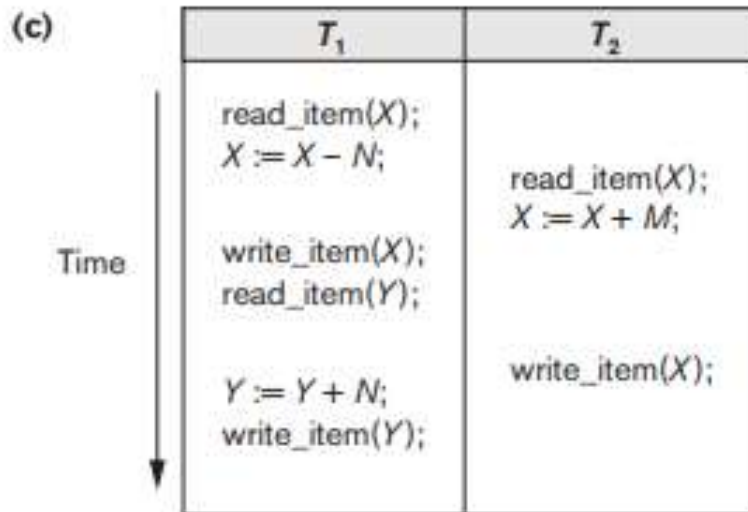 (c)
T₁ T₂
read_item(X);
X := X – N;
read_item(X);
X := X + M;
Time
write_item(X);
read_item(Y);
write_item(X);
Y := Y + N;
write_item(Y);